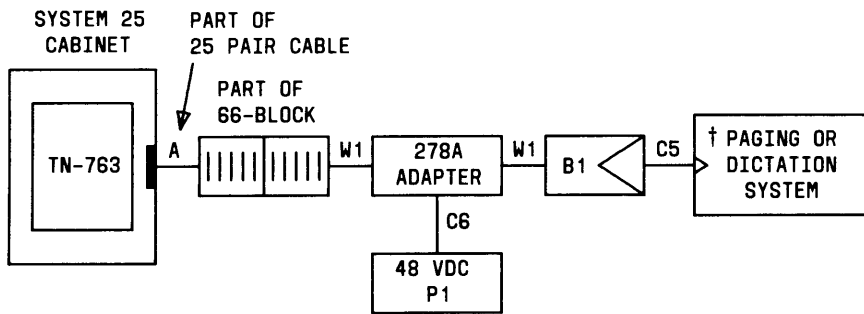 SYSTEM 25
CABINET
PART OF
25 PAIR CABLE
PART OF
66-BLOCK
TN-763
A
W1
278A
ADAPTER
W1
B1
C5
† PAGING OR
DICTATION
SYSTEM
C6
48 VDC
P1